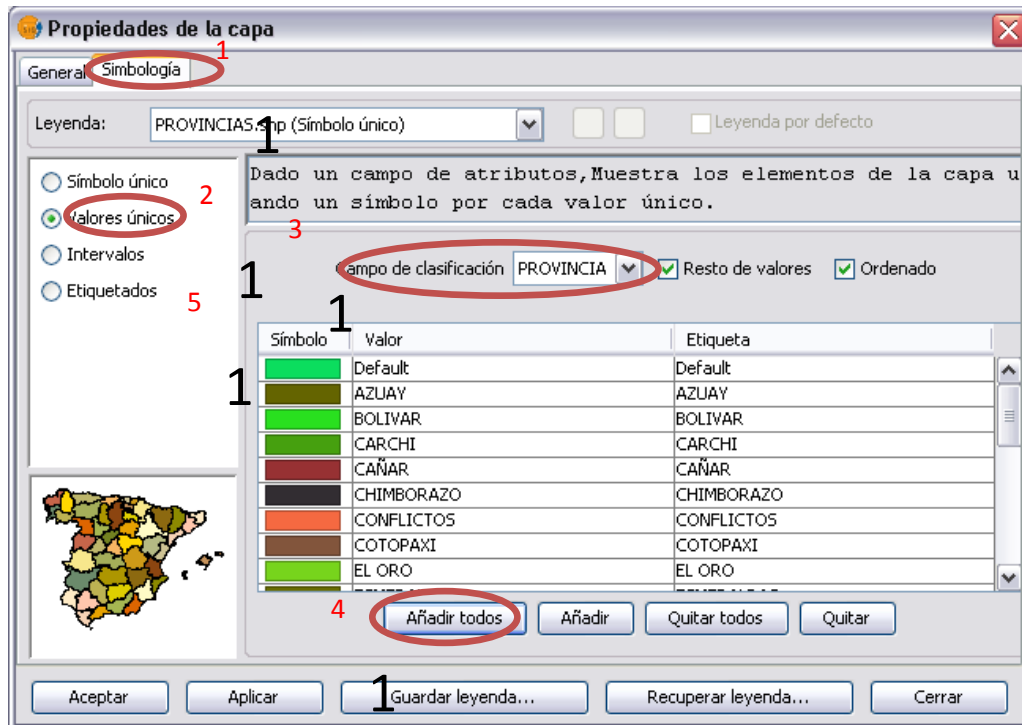 Propiedades de la capa
1
General Simbología
Leyenda: PROVINCIAS.shp (Símbolo único) Leyenda por defecto
1
Símbolo único
2
Valores únicos
Intervalos
Etiquetados
5
Dado un campo de atributos,Muestra los elementos de la capa u
ando un símbolo por cada valor único.
3
Campo de clasificación PROVINCIA Resto de valores Ordenado
1
1
Símbolo Valor Etiqueta
Default Default
1
AZUAY AZUAY
BOLIVAR BOLIVAR
CARCHI CARCHI
CAÑAR CAÑAR
CHIMBORAZO CHIMBORAZO
CONFLICTOS CONFLICTOS
COTOPAXI COTOPAXI
EL ORO EL ORO
4
Añadir todos Añadir Quitar todos Quitar
1
Aceptar Aplicar Guardar leyenda... Recuperar leyenda... Cerrar